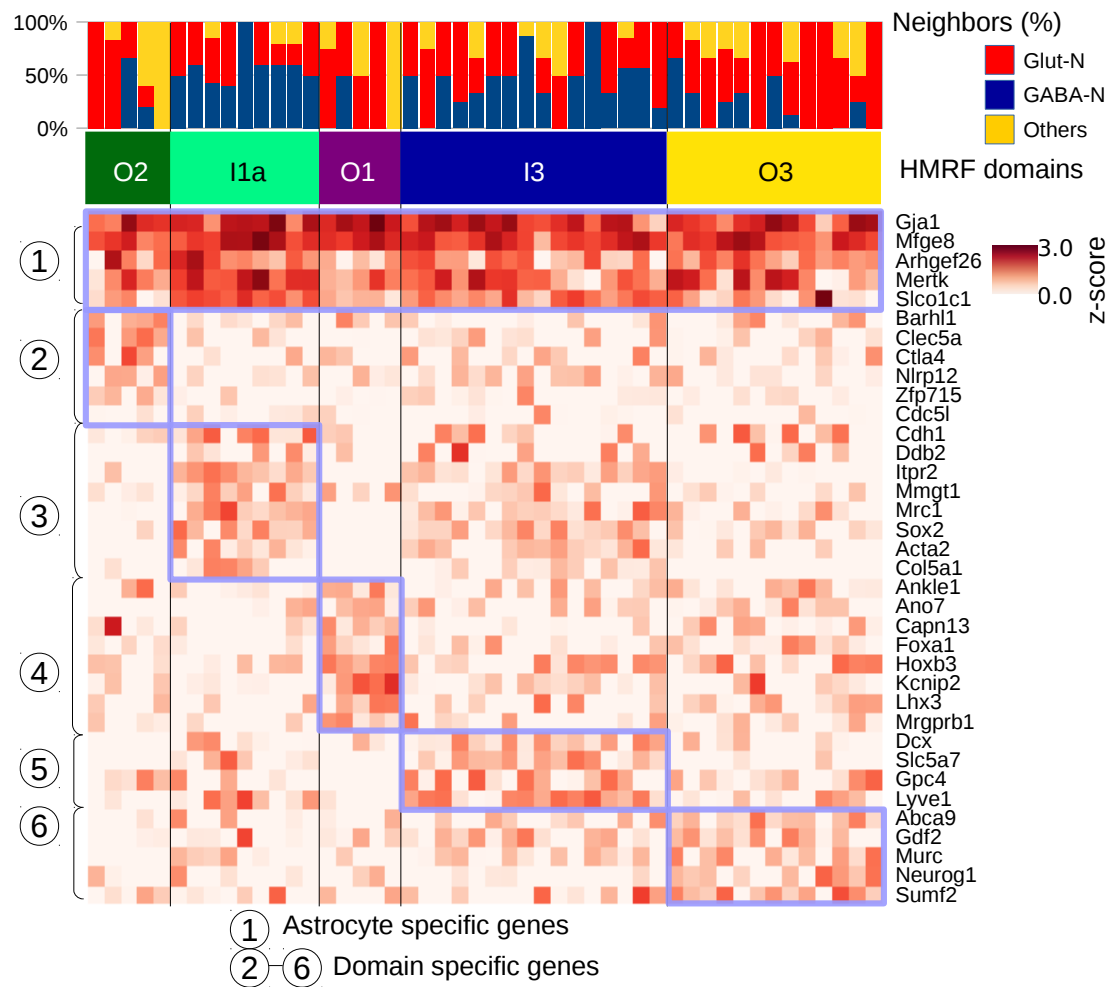 100%
50%
0%
Neighbors (%)
Glut-N
GABA-N
Others
O2
I1a
O1
I3
O3
HMRF domains
1
2
3
4
5
6
Gja1
Mfge8
Arhgef26
Mertk
Slco1c1
Barhl1
Clec5a
Ctla4
Nlrp12
Zfp715
Cdc5l
Cdh1
Ddb2
Itpr2
Mmgt1
Mrc1
Sox2
Acta2
Col5a1
Ankle1
Ano7
Capn13
Foxa1
Hoxb3
Kcnip2
Lhx3
Mrgprb1
Dcx
Slc5a7
Gpc4
Lyve1
Abca9
Gdf2
Murc
Neurog1
Sumf2
3.0
0.0
z-score
1 Astrocyte specific genes
2-6 Domain specific genes